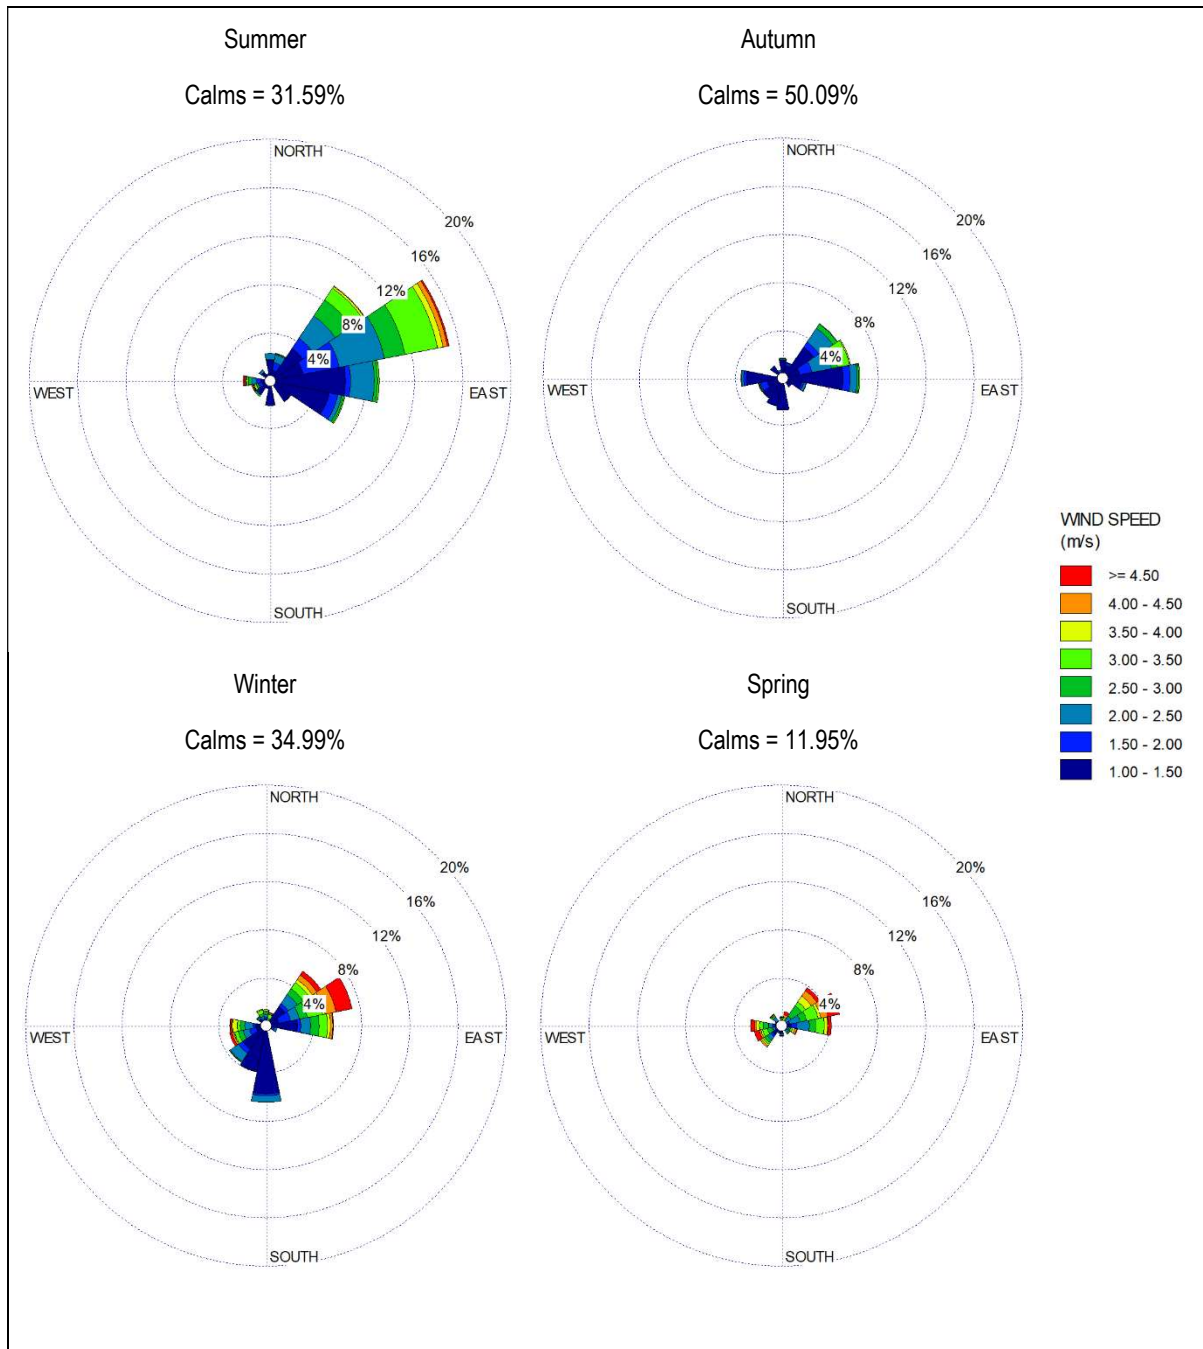 Summer
Calms = 31.59%
NORTH
20%
16%
12%
8%
4%
WEST
EAST
SOUTH
Autumn
Calms = 50.09%
NORTH
20%
16%
12%
8%
4%
WEST
EAST
SOUTH
WIND SPEED
(m/s)
>= 4.50
4.00 - 4.50
3.50 - 4.00
3.00 - 3.50
2.50 - 3.00
2.00 - 2.50
1.50 - 2.00
1.00 - 1.50
Winter
Calms = 34.99%
NORTH
20%
16%
12%
8%
4%
WEST
EAST
SOUTH
Spring
Calms = 11.95%
NORTH
20%
16%
12%
8%
4%
WEST
EAST
SOUTH